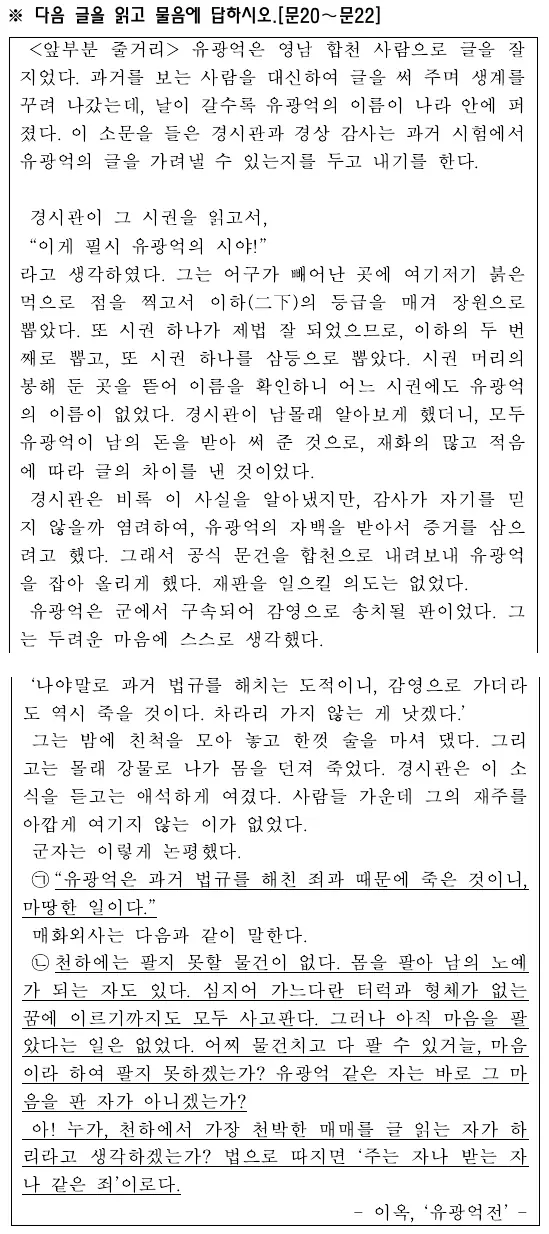 ※ 다음 글을 읽고 물음에 답하시오.[문20～문22]
<앞부분 줄거리> 유광억은 영남 합천 사람으로 글을 잘
지었다. 과거를 보는 사람을 대신하여 글을 써 주며 생계를
꾸려 나갔는데, 날이 갈수록 유광억의 이름이 나라 안에 퍼
졌다. 이 소문을 들은 경시관과 경상 감사는 과거 시험에서
유광억의 글을 가려낼 수 있는지를 두고 내기를 한다.
경시관이 그 시권을 읽고서,
“이게 필시 유광억의 시야!”
라고 생각하였다. 그는 어구가 빼어난 곳에 여기저기 붉은
먹으로 점을 찍고서 이하(二下)의 등급을 매겨 장원으로
뽑았다. 또 시권 하나가 제법 잘 되었으므로, 이하의 두 번
째로 뽑고, 또 시권 하나를 삼등으로 뽑았다. 시권 머리의
봉해 둔 곳을 뜯어 이름을 확인하니 어느 시권에도 유광억
의 이름이 없었다. 경시관이 남몰래 알아보게 했더니, 모두
유광억이 남의 돈을 받아 써 준 것으로, 재화의 많고 적음
에 따라 글의 차이를 낸 것이었다.
경시관은 비록 이 사실을 알아냈지만, 감사가 자기를 믿
지 않을까 염려하여, 유광억의 자백을 받아서 증거를 삼으
려고 했다. 그래서 공식 문건을 합천으로 내려보내 유광억
을 잡아 올리게 했다. 재판을 일으킬 의도는 없었다.
유광억은 군에서 구속되어 감영으로 송치될 판이었다. 그
는 두려운 마음에 스스로 생각했다.
‘나야말로 과거 법규를 해치는 도적이니, 감영으로 가더라
도 역시 죽을 것이다. 차라리 가지 않는 게 낫겠다.’
그는 밤에 친척을 모아 놓고 한껏 술을 마셔 댔다. 그리
고는 몰래 강물로 나가 몸을 던져 죽었다. 경시관은 이 소
식을 듣고는 애석하게 여겼다. 사람들 가운데 그의 재주를
아깝게 여기지 않는 이가 없었다.
군자는 이렇게 논평했다.
㉠ “유광억은 과거 법규를 해친 죄과 때문에 죽은 것이니,
마땅한 일이다.”
매화외사는 다음과 같이 말한다.
㉡ 천하에는 팔지 못할 물건이 없다. 몸을 팔아 남의 노예
가 되는 자도 있다. 심지어 가느다란 터럭과 형체가 없는
꿈에 이르기까지도 모두 사고판다. 그러나 아직 마음을 팔
았다는 일은 없었다. 어찌 물건치고 다 팔 수 있거늘, 마음
이라 하여 팔지 못하겠는가? 유광억 같은 자는 바로 그 마
음을 판 자가 아니겠는가?
아! 누가, 천하에서 가장 천박한 매매를 글 읽는 자가 하
리라고 생각하겠는가? 법으로 따지면 ‘주는 자나 받는 자
나 같은 죄’이로다.
- 이옥, ‘유광억전’ -